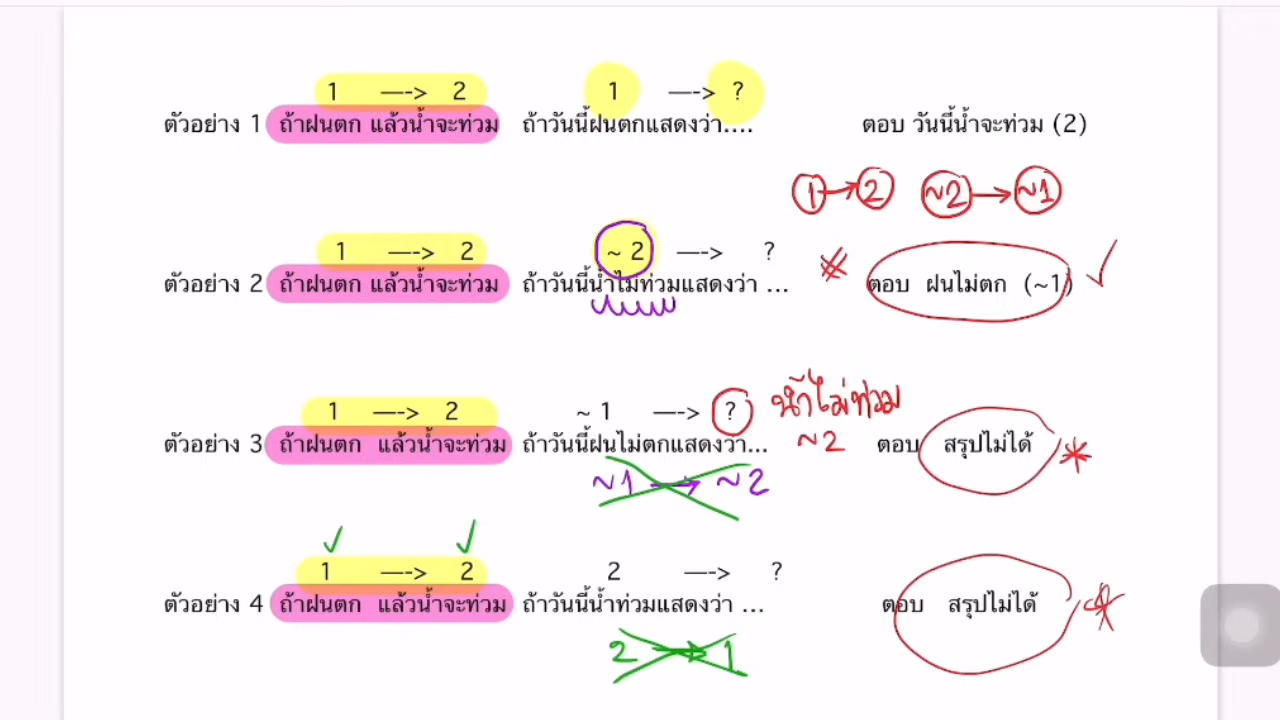 1 —-> 2 1 —-> ?
ตัวอย่าง 1 ถ้าฝนตก แล้วน้ำจะท่วม ถ้าวันนี้ฝนตกแสดงว่า.... ตอบ วันนี้น้ำจะท่วม (2)
1 → 2 ~2 → ~1
1 —-> 2 ~ 2 —-> ?
ตัวอย่าง 2 ถ้าฝนตก แล้วน้ำจะท่วม ถ้าวันนี้น้ำไม่ท่วมแสดงว่า ... ตอบ ฝนไม่ตก (~1)
1 —-> 2 ~ 1 —-> ? น้ำไม่ท่วม
ตัวอย่าง 3 ถ้าฝนตก แล้วน้ำจะท่วม ถ้าวันนี้ฝนไม่ตกแสดงว่า... ~2 ตอบ สรุปไม่ได้
~1 → ~2
1 —-> 2 2 —-> ?
ตัวอย่าง 4 ถ้าฝนตก แล้วน้ำจะท่วม ถ้าวันนี้น้ำท่วมแสดงว่า ... ตอบ สรุปไม่ได้
2 → 1